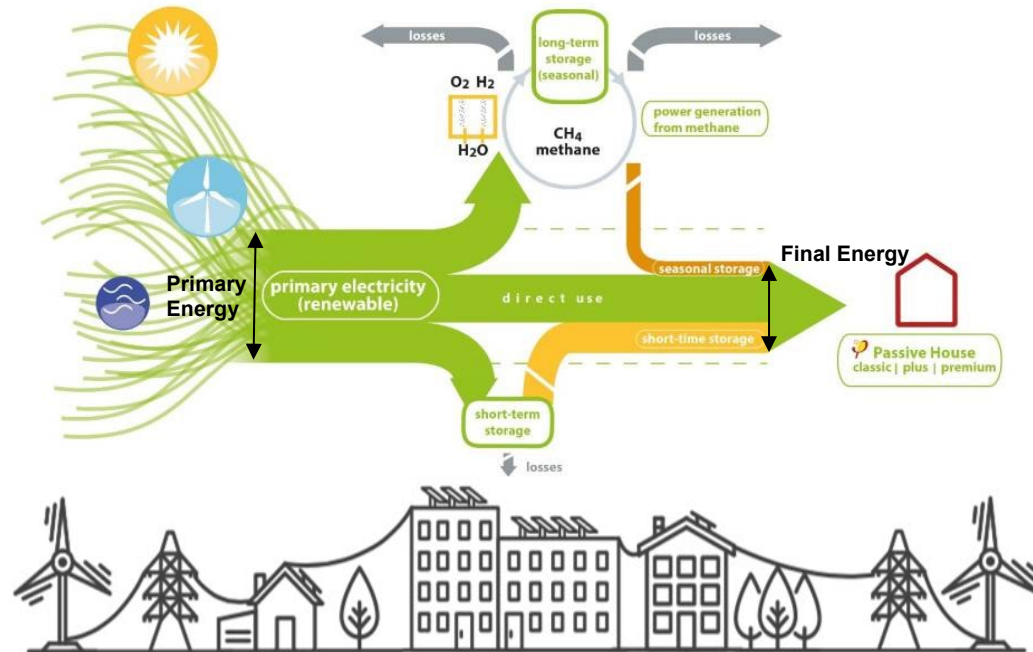 losses
long-term
storage
(seasonal)
losses
O2 H2
H2O
CH4
methane
power generation
from methane
Primary
Energy
primary electricity
(renewable)
direct use
seasonal storage
Final Energy
short-time storage
Passive House
classic | plus | premium
short-term
storage
losses